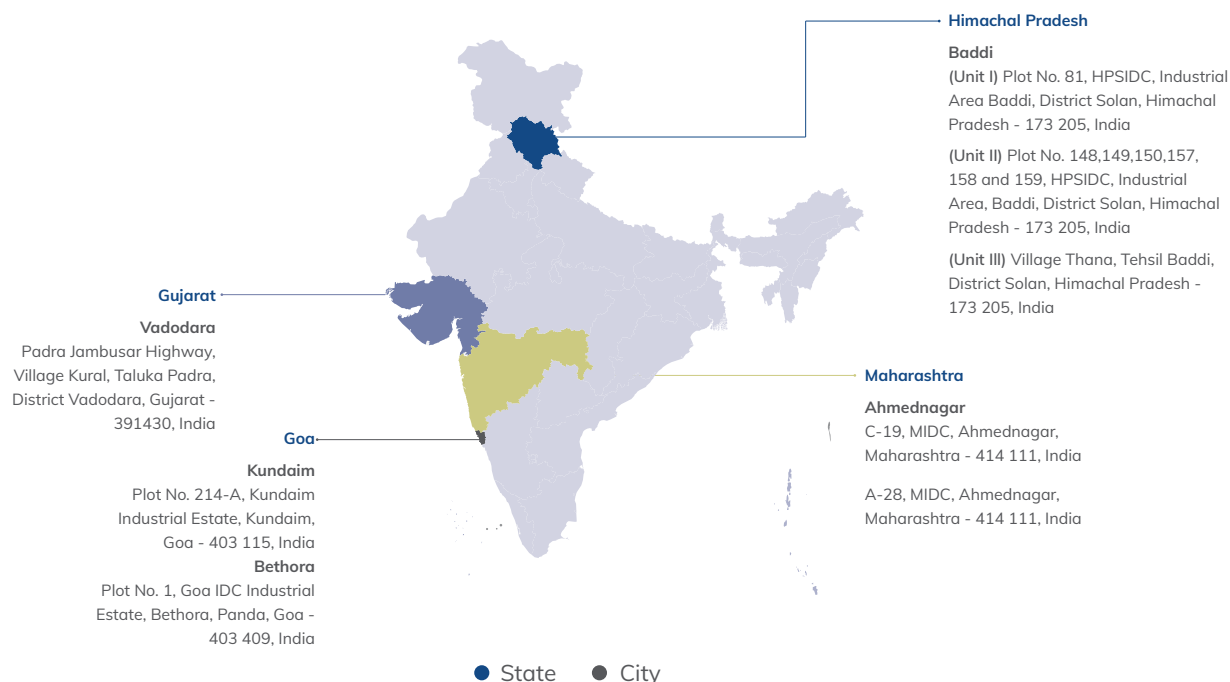 Himachal Pradesh
Baddi
(Unit I) Plot No. 81, HPSIDC, Industrial
Area Baddi, District Solan, Himachal
Pradesh - 173 205, India
(Unit II) Plot No. 148,149,150,157,
158 and 159, HPSIDC, Industrial
Area, Baddi, District Solan, Himachal
Pradesh - 173 205, India
(Unit III) Village Thana, Tehsil Baddi,
District Solan, Himachal Pradesh -
173 205, India
Gujarat
Vadodara
Padra Jambusar Highway,
Village Kural, Taluka Padra,
District Vadodara, Gujarat -
391430, India
Maharashtra
Ahmednagar
C-19, MIDC, Ahmednagar,
Maharashtra - 414 111, India
A-28, MIDC, Ahmednagar,
Maharashtra - 414 111, India
Goa
Kundaim
Plot No. 214-A, Kundaim
Industrial Estate, Kundaim,
Goa - 403 115, India
Bethora
Plot No. 1, Goa IDC Industrial
Estate, Bethora, Panda, Goa -
403 409, India
State
City